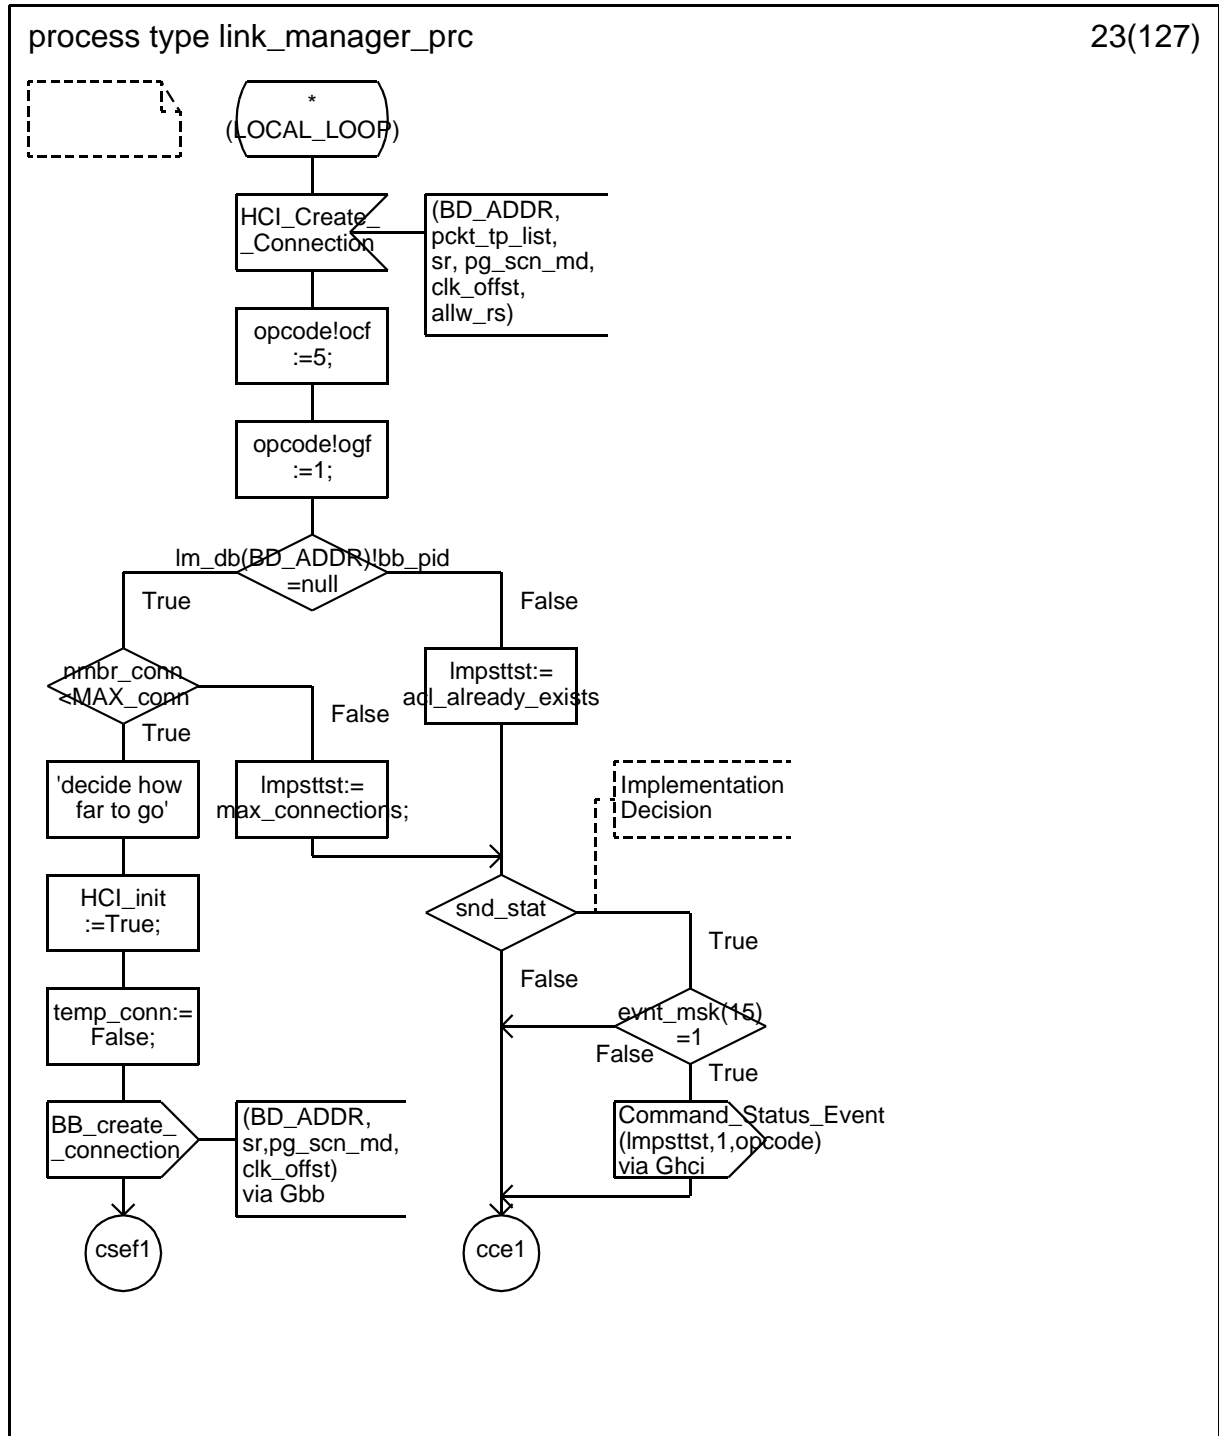 process type link_manager_prc
23(127)
*
(LOCAL_LOOP)
HCI_Create_
_Connection
(BD_ADDR,
pckt_tp_list,
sr, pg_scn_md,
clk_offst,
allw_rs)
opcode!ocf
:=5;
opcode!ogf
:=1;
lm_db(BD_ADDR)!bb_pid
=null
True
False
nmbr_conn
<MAX_conn
False
True
lmpsttst:=
acl_already_exists
'decide how
far to go'
lmpsttst:=
max_connections;
Implementation
Decision
HCI_init
:=True;
snd_stat
True
False
temp_conn:=
False;
evnt_msk(15)
=1
False
True
BB_create_
_connection
(BD_ADDR,
sr,pg_scn_md,
clk_offst)
via Gbb
Command_Status_Event
(lmpsttst,1,opcode)
via Ghci
csef1
cce1